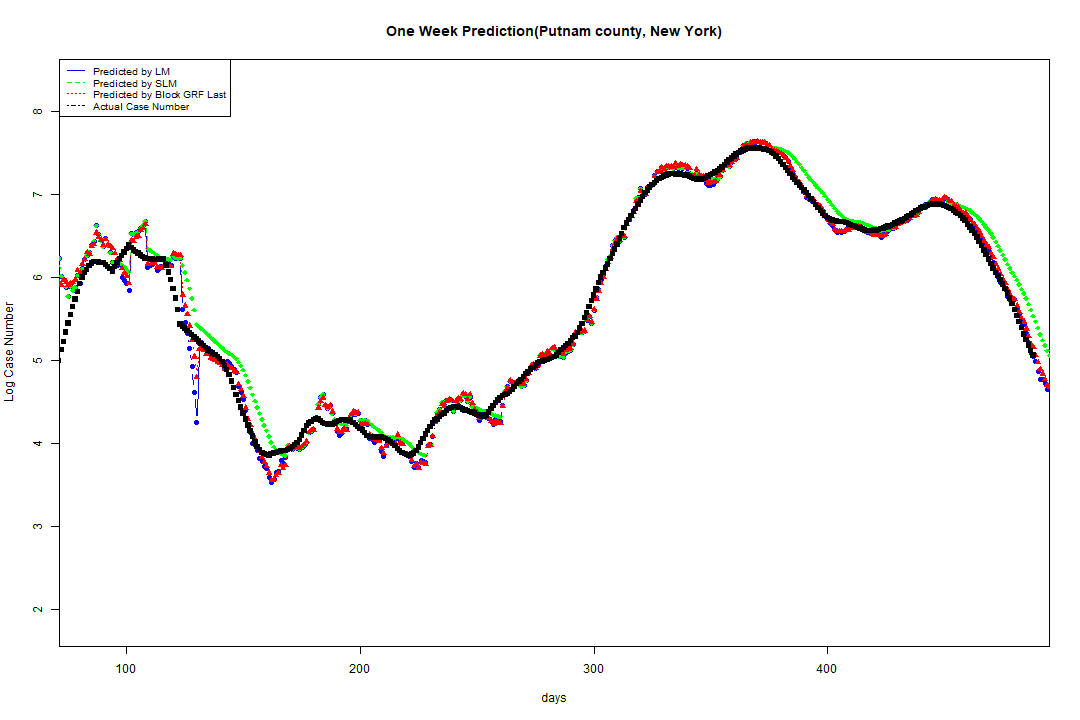 One Week Prediction(Putnam county, New York)
Predicted by LM
Predicted by SLM
Predicted by Block GRF Last
Actual Case Number
8
7
6
5
4
3
2
Log Case Number
100 200 300 400
days